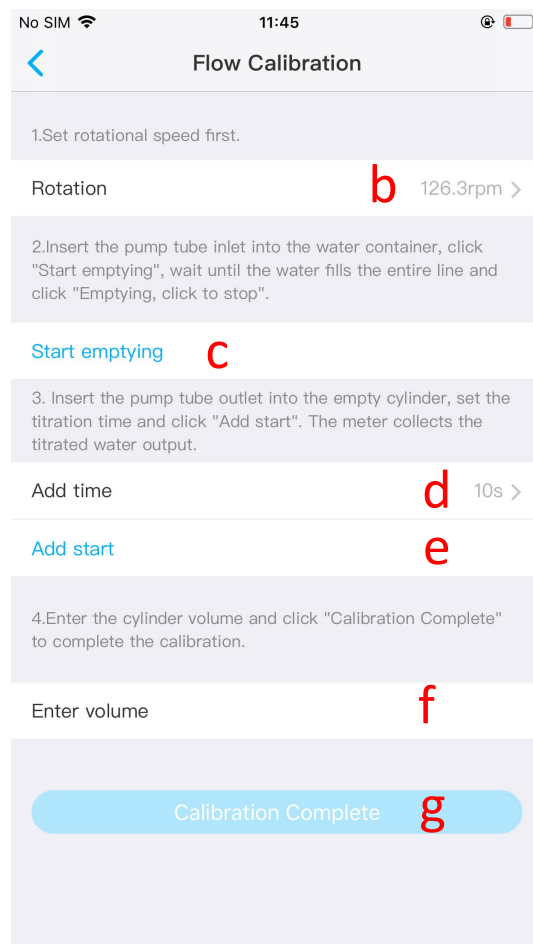 No SIM 11:45
Flow Calibration
1.Set rotational speed first.
Rotation b 126.3rpm >
2.Insert the pump tube inlet into the water container, click
"Start emptying", wait until the water fills the entire line and
click "Emptying, click to stop".
Start emptying c
3. Insert the pump tube outlet into the empty cylinder, set the
titration time and click "Add start". The meter collects the
titrated water output.
Add time d 10s >
Add start e
4.Enter the cylinder volume and click "Calibration Complete"
to complete the calibration.
Enter volume f
Calibration Complete g